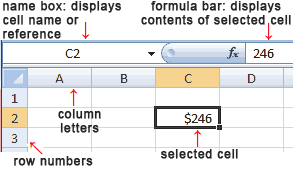 name box: displays
cell name or
reference
formula bar: displays
contents of selected cell
C2
fx 246
A B C D
1
column
letters
2 $246
3
row numbers
selected cell